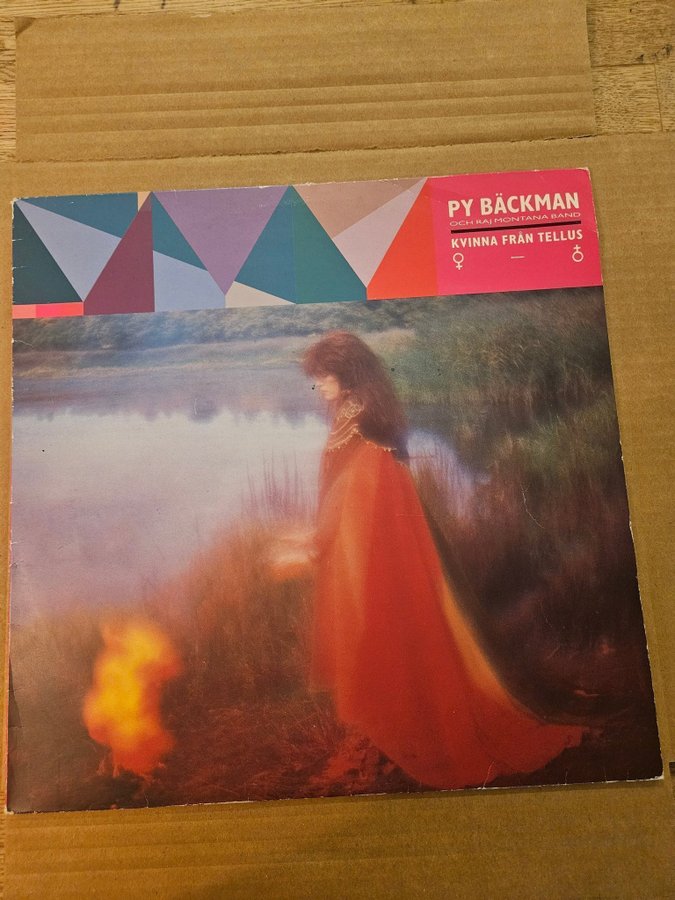 PY BÄCKMAN
OCH RAJ MONTANA BAND
KVINNA FRÅN TELLUS
♀ — ♁